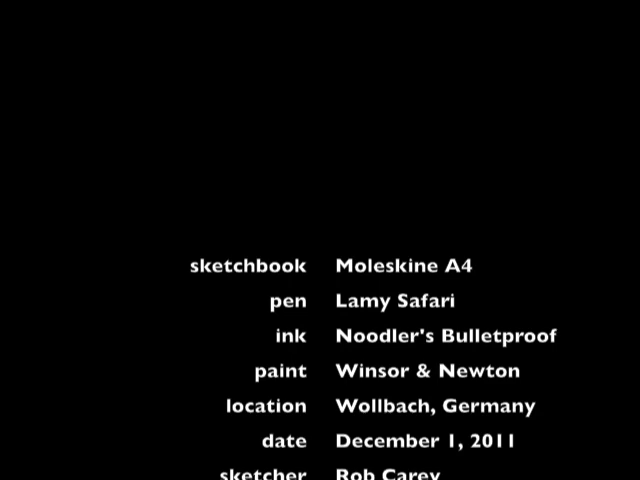 sketchbook Moleskine A4
pen Lamy Safari
ink Noodler's Bulletproof
paint Winsor & Newton
location Wollbach, Germany
date December 1, 2011
sketcher Rob Carey